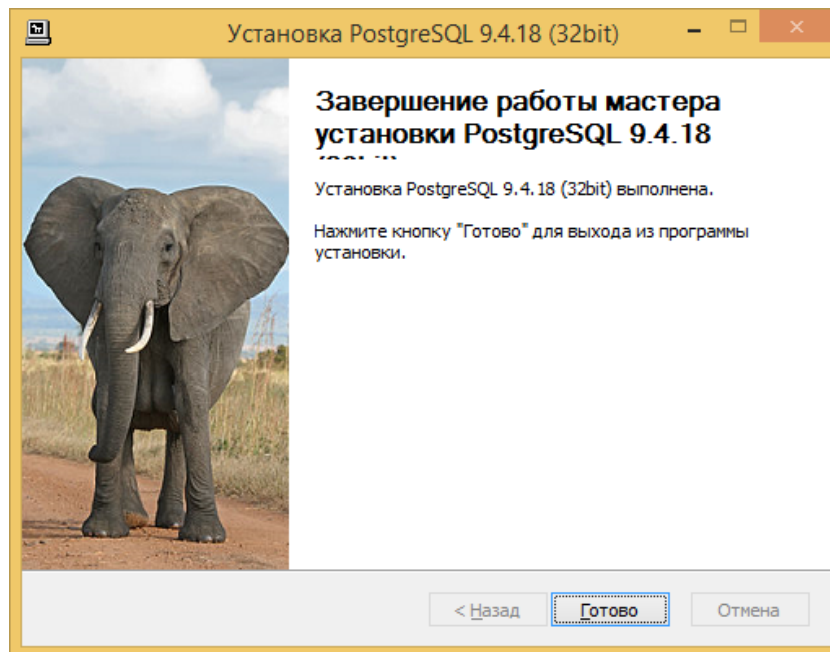 Установка PostgreSQL 9.4.18 (32bit)
Завершение работы мастера
установки PostgreSQL 9.4.18
Установка PostgreSQL 9.4.18 (32bit) выполнена.
Нажмите кнопку "Готово" для выхода из программы
установки.
< Назад
Готово
Отмена